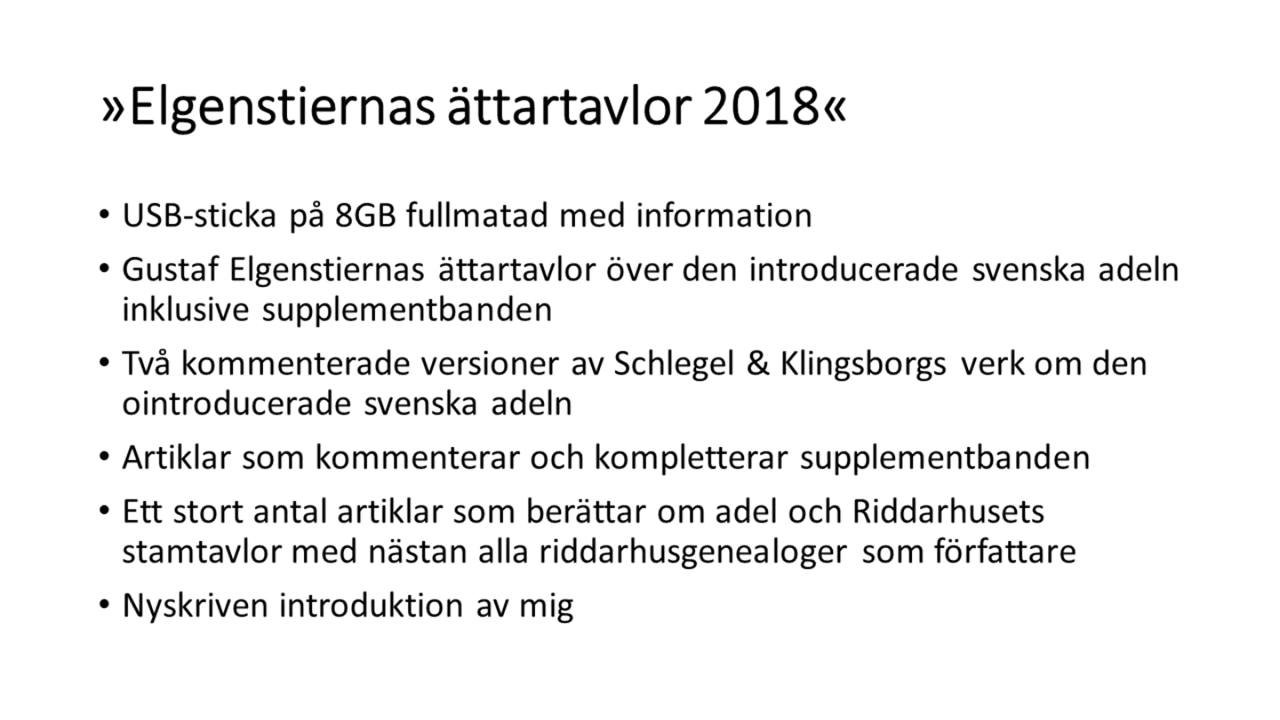 »Elgenstiernas ättartavlor 2018«
• USB-sticka på 8GB fullmatad med information
• Gustaf Elgenstiernas ättartavlor över den introducerade svenska adeln
inklusive supplementbanden
• Två kommenterade versioner av Schlegel & Klingsborgs verk om den
ointroducerade svenska adeln
• Artiklar som kommenterar och kompletterar supplementbanden
• Ett stort antal artiklar som berättar om adel och Riddarhusets
stamtavlor med nästan alla riddarhusgenealoger som författare
• Nyskriven introduktion av mig